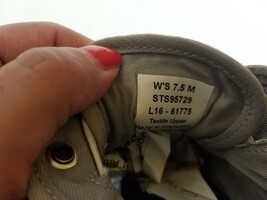 W'S 7.5 M
STS95729
L16 - 61775
Textile Upper